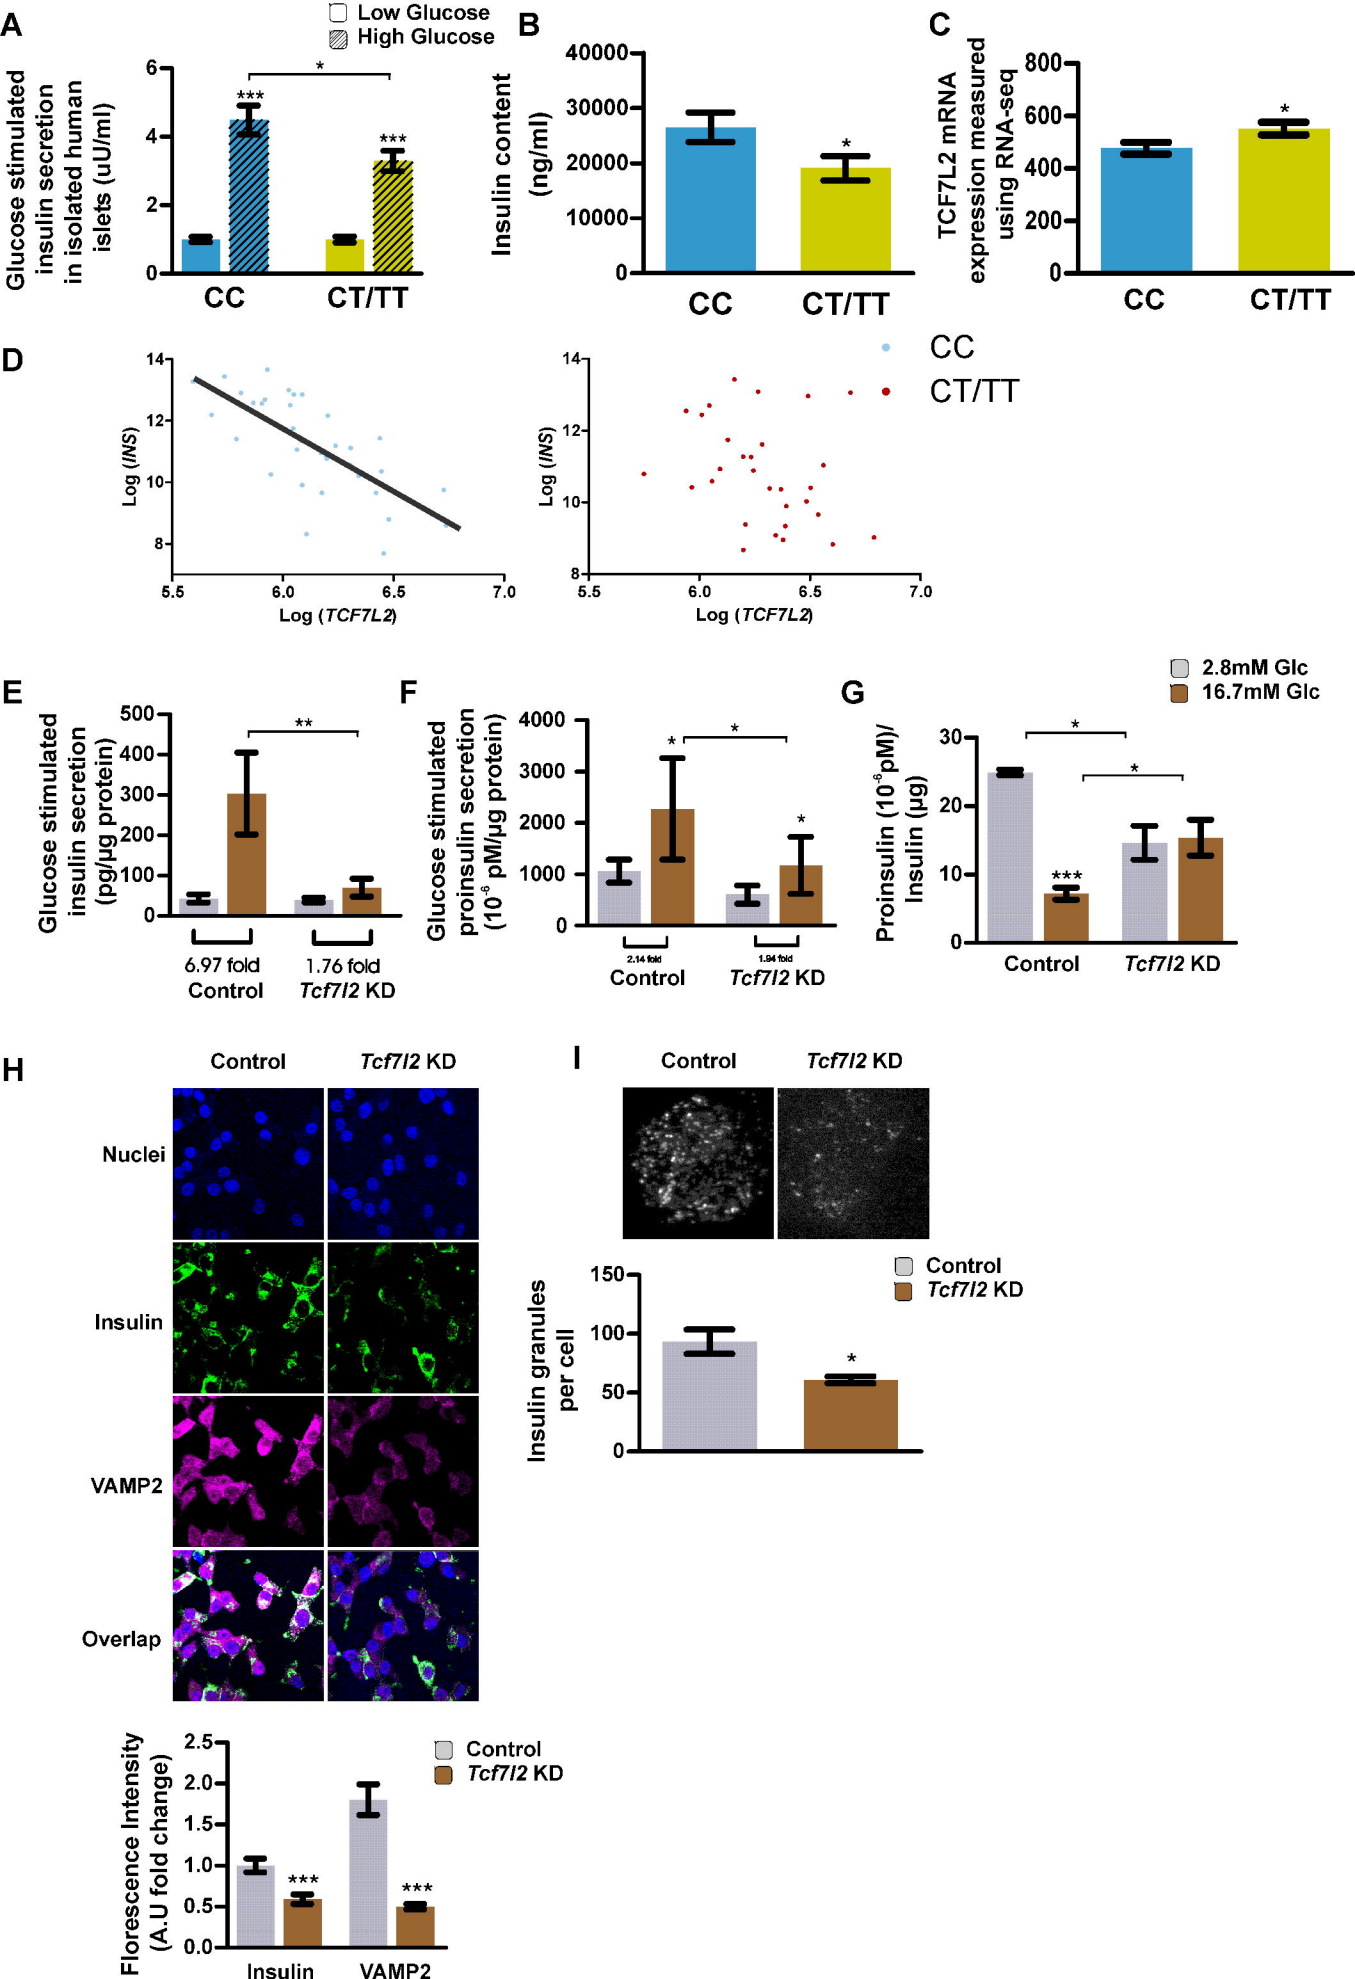 A
Low Glucose
High Glucose
Glucose stimulated
insulin secretion
in isolated human
islets (uU/ml)
6
4
2
0
***
*
***
CC
CT/TT
B
Insulin content
(ng/ml)
40000
30000
20000
10000
0
*
CC
CT/TT
C
TCF7L2 mRNA
expression measured
using RNA-seq
800
600
400
200
0
*
CC
CT/TT
D
Log (INS)
14
12
10
8
5.5
6.0
6.5
7.0
Log (TCF7L2)
Log (INS)
14
12
10
8
5.5
6.0
6.5
7.0
Log (TCF7L2)
CC
CT/TT
E
Glucose stimulated
insulin secretion
(pg/µg protein)
500
400
300
200
100
0
**
6.97 fold
1.76 fold
Control
Tcf7l2 KD
F
Glucose stimulated
proinsulin secretion
(10-6 pM/µg protein)
4000
3000
2000
1000
0
*
*
*
2.14 fold
1.94 fold
Control
Tcf7l2 KD
G
2.8mM Glc
16.7mM Glc
Proinsulin (10-6pM)/
Insulin (µg)
30
20
10
0
*
*
***
Control
Tcf7l2 KD
H
Control
Tcf7l2 KD
Nuclei
Insulin
VAMP2
Overlap
Florescence Intensity
(A.U fold change)
2.5
2.0
1.5
1.0
0.5
0.0
***
***
Control
Tcf7l2 KD
Insulin
VAMP2
I
Control
Tcf7l2 KD
Control
Tcf7l2 KD
Insulin granules
per cell
150
100
50
0
*